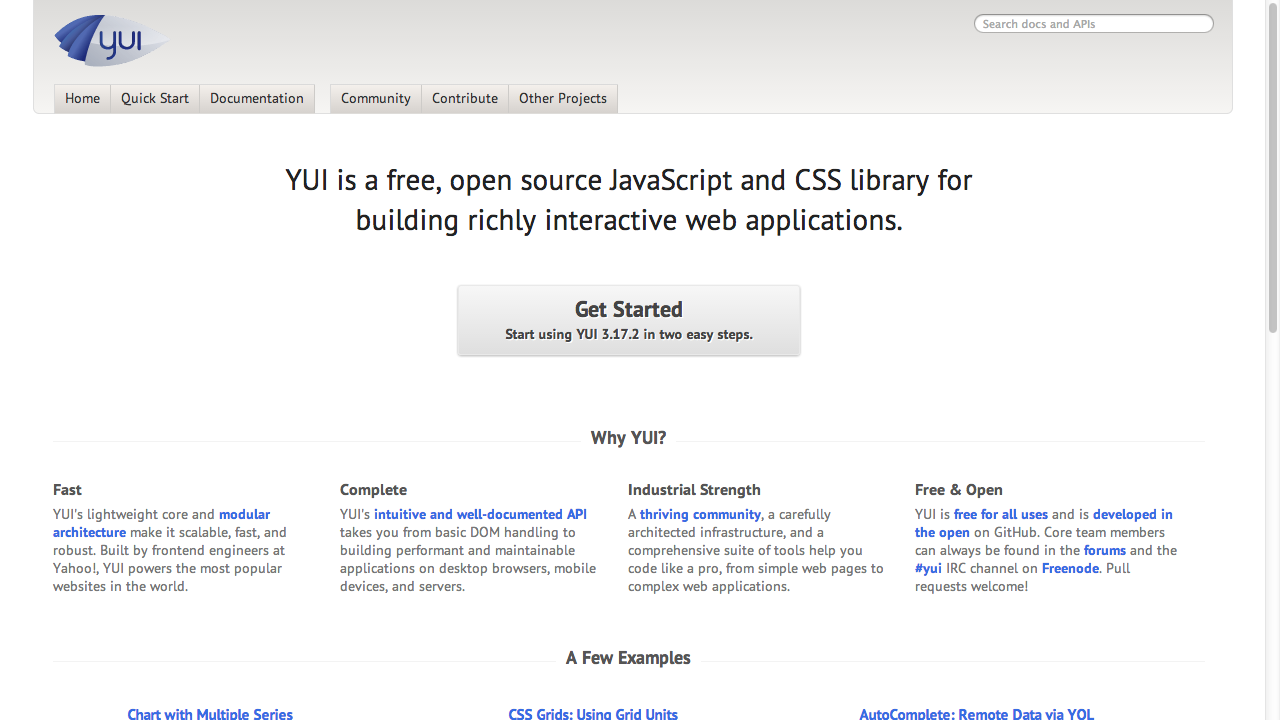 yui
Search docs and APIs
Home Quick Start Documentation Community Contribute Other Projects
YUI is a free, open source JavaScript and CSS library for
building richly interactive web applications.
Get Started
Start using YUI 3.17.2 in two easy steps.
Why YUI?
Fast
YUI's lightweight core and modular
architecture make it scalable, fast, and
robust. Built by frontend engineers at
Yahoo!, YUI powers the most popular
websites in the world.
Complete
YUI's intuitive and well-documented API
takes you from basic DOM handling to
building performant and maintainable
applications on desktop browsers, mobile
devices, and servers.
Industrial Strength
A thriving community, a carefully
architected infrastructure, and a
comprehensive suite of tools help you
code like a pro, from simple web pages to
complex web applications.
Free & Open
YUI is free for all uses and is developed in
the open on GitHub. Core team members
can always be found in the forums and the
#yui IRC channel on Freenode. Pull
requests welcome!
A Few Examples
Chart with Multiple Series
CSS Grids: Using Grid Units
AutoComplete: Remote Data via YQL